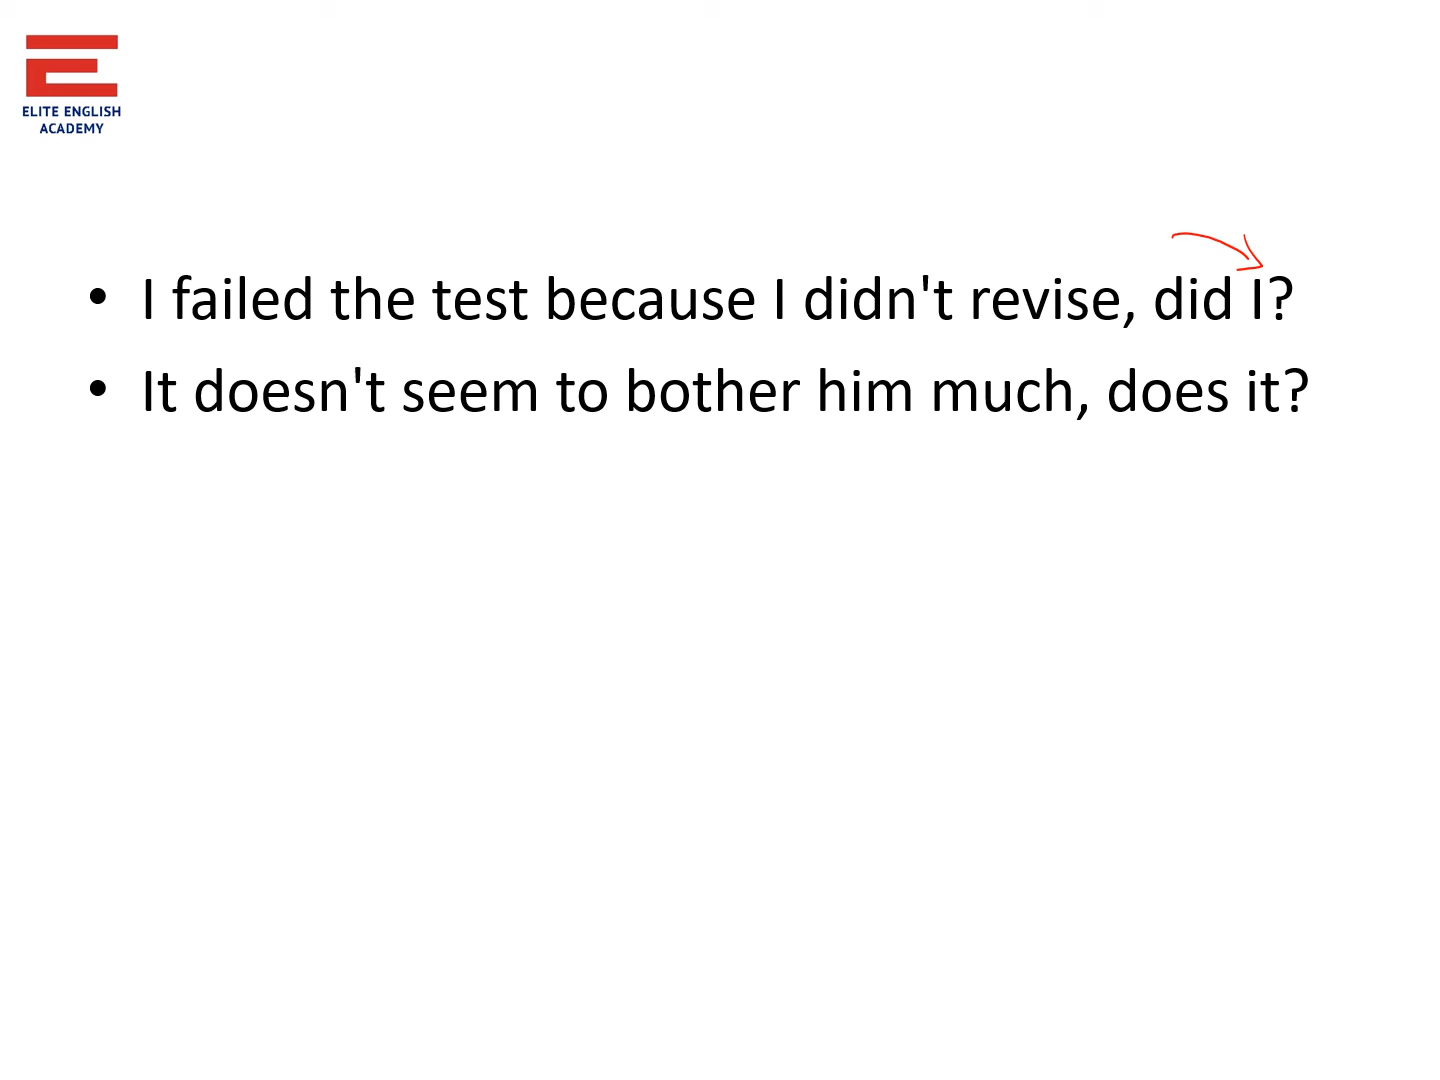 ELITE ENGLISH
ACADEMY
• I failed the test because I didn't revise, did I?
• It doesn't seem to bother him much, does it?